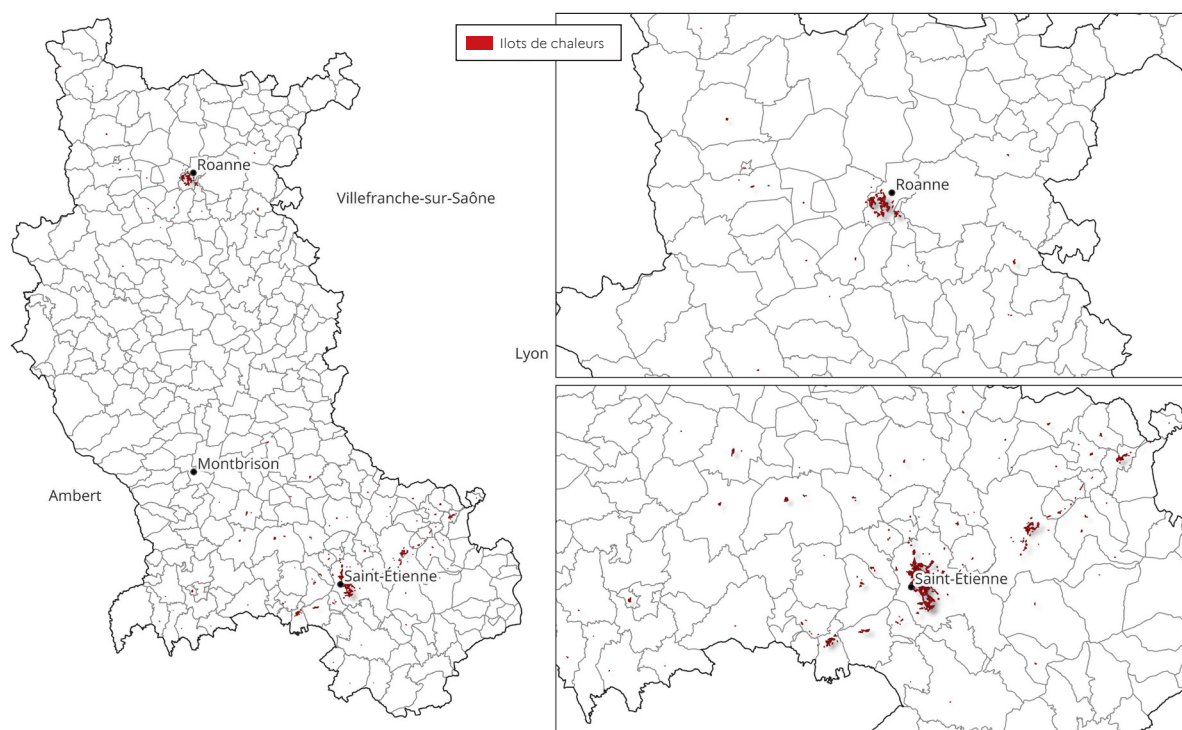 Ilots de chaleurs
Roanne
Villefranche-sur-Saône
Lyon
Montbrison
Ambert
Saint-Étienne
Roanne
Saint-Étienne